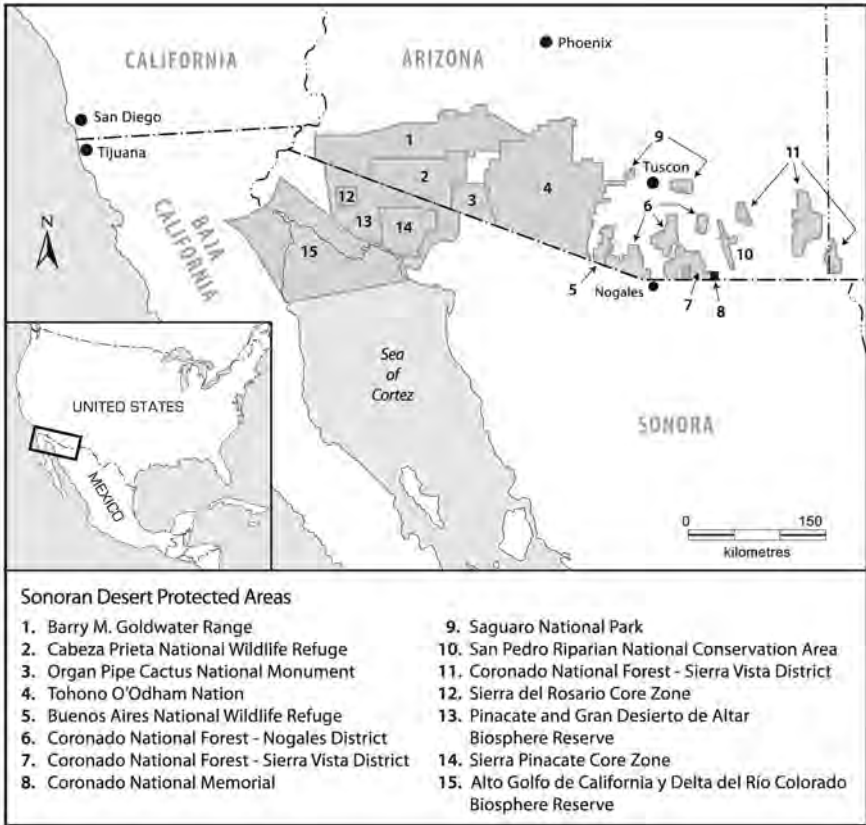 CALIFORNIA
ARIZONA
Phoenix
San Diego
Tijuana
1
9
11
Tuscon
2
3
4
12
13
14
6
10
BAJA
CALIFORNIA
N
15
5
Nogales
7
8
Sea
of
Cortez
SONORA
UNITED STATES
MEXICO
0 150
kilometres
Sonoran Desert Protected Areas
1. Barry M. Goldwater Range
2. Cabeza Prieta National Wildlife Refuge
3. Organ Pipe Cactus National Monument
4. Tohono O'Odham Nation
5. Buenos Aires National Wildlife Refuge
6. Coronado National Forest - Nogales District
7. Coronado National Forest - Sierra Vista District
8. Coronado National Memorial
9. Saguaro National Park
10. San Pedro Riparian National Conservation Area
11. Coronado National Forest - Sierra Vista District
12. Sierra del Rosario Core Zone
13. Pinacate and Gran Desierto de Altar
Biosphere Reserve
14. Sierra Pinacate Core Zone
15. Alto Golfo de California y Delta del Río Colorado
Biosphere Reserve